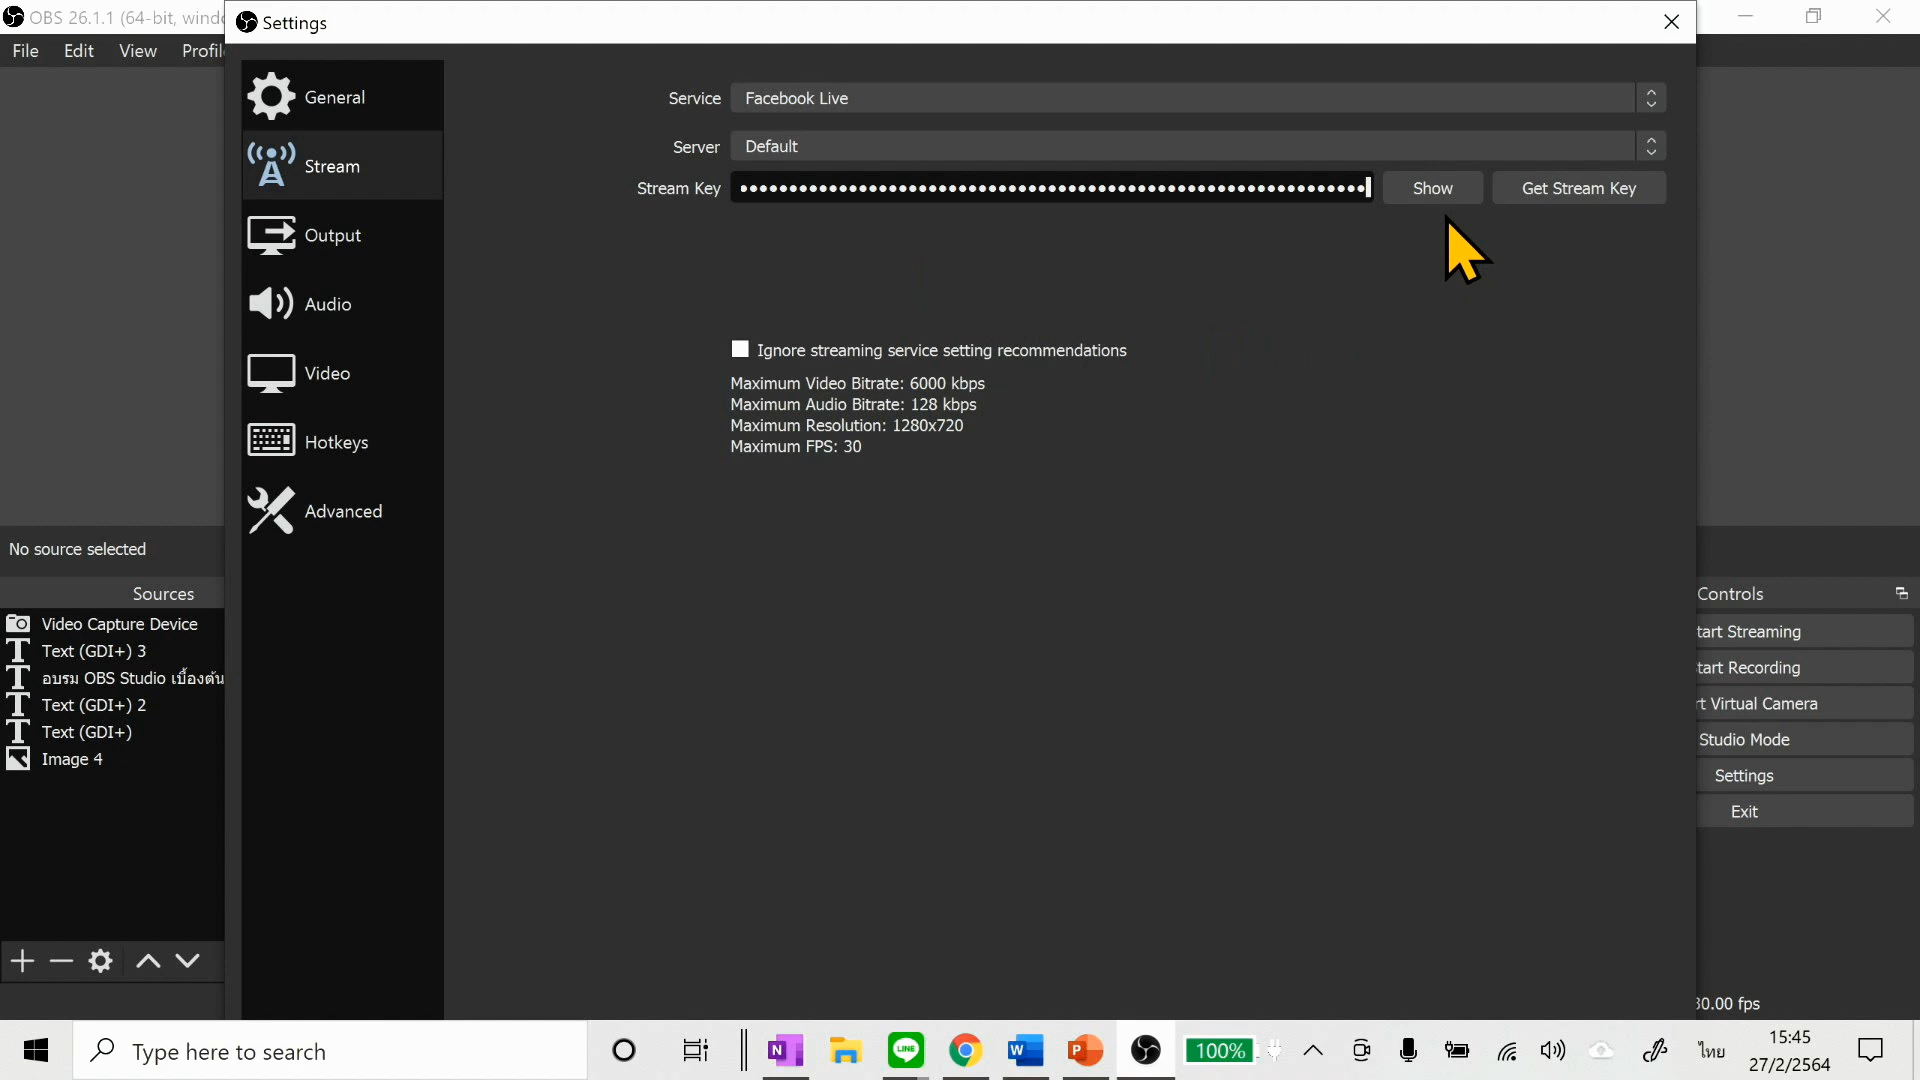 OBS 26.1.1 (64-bit, windo
Settings
File Edit View Profil
General
Stream
Output
Audio
Video
Hotkeys
Advanced
Service Facebook Live
Server Default
Stream Key Show Get Stream Key
Ignore streaming service setting recommendations
Maximum Video Bitrate: 6000 kbps
Maximum Audio Bitrate: 128 kbps
Maximum Resolution: 1280x720
Maximum FPS: 30
No source selected
Sources
Video Capture Device
Text (GDI+) 3
อบรม OBS Studio เบื้องต้น
Text (GDI+) 2
Text (GDI+)
Image 4
Controls
tart Streaming
tart Recording
rt Virtual Camera
Studio Mode
Settings
Exit
30.00 fps
Type here to search
100%
ไทย
15:45
27/2/2564